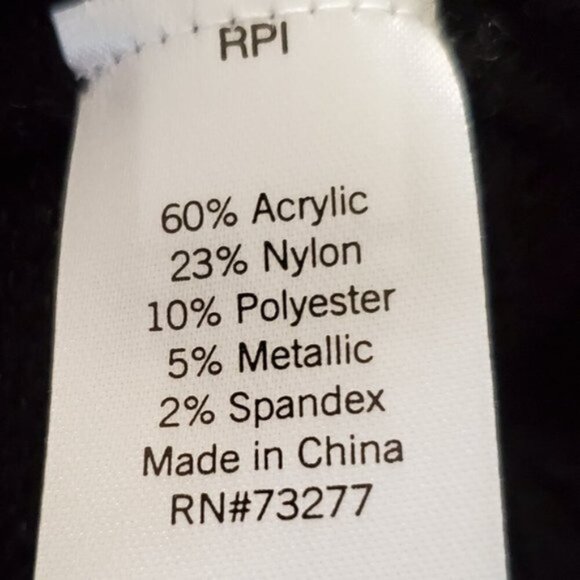 RPI
60% Acrylic
23% Nylon
10% Polyester
5% Metallic
2% Spandex
Made in China
RN#73277